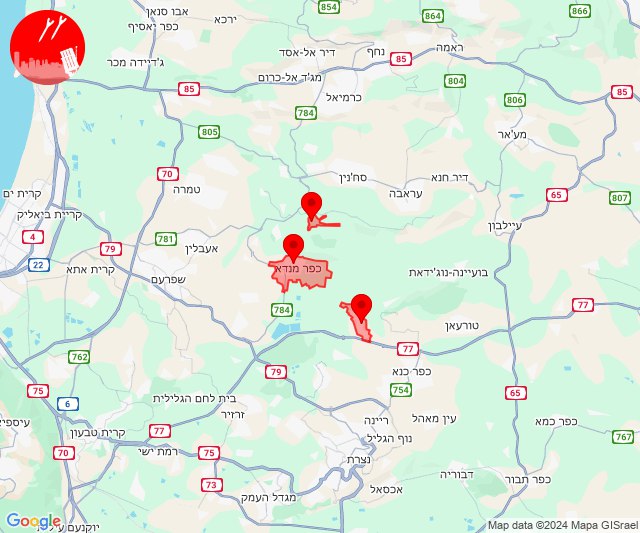 אבו סנאן
ירכא
854
864
866
כפר יאסיף
ראמה
דיר אל-אסד
נחף
ג'דיידה מכר
מג'ד אל-כרום
804
85
85
כרמיאל
806
784
805
מע'אר
70
סח'נין
דיר חנא
טמרה
עראבה
65
807
קרית ים
קרית ביאליק
עיילבון
4
781
אעבלין
79
22
קרית אתא
שפרעם
כפר מנדא
בועיינה-נוג'ידאת
77
784
טורעאן
77
762
79
כפר כנא
75
754
65
6
בית לחם הגלילית
זרזיר
ריינה
עין מאהל
כפר כמא
קרית טבעון
77
נוף הגליל
767
70
75
רמת ישי
נצרת
דבוריה
כפר תבור
73
אכסאל
מגדל העמק
Google
Map data ©2024 Mapa GISrael